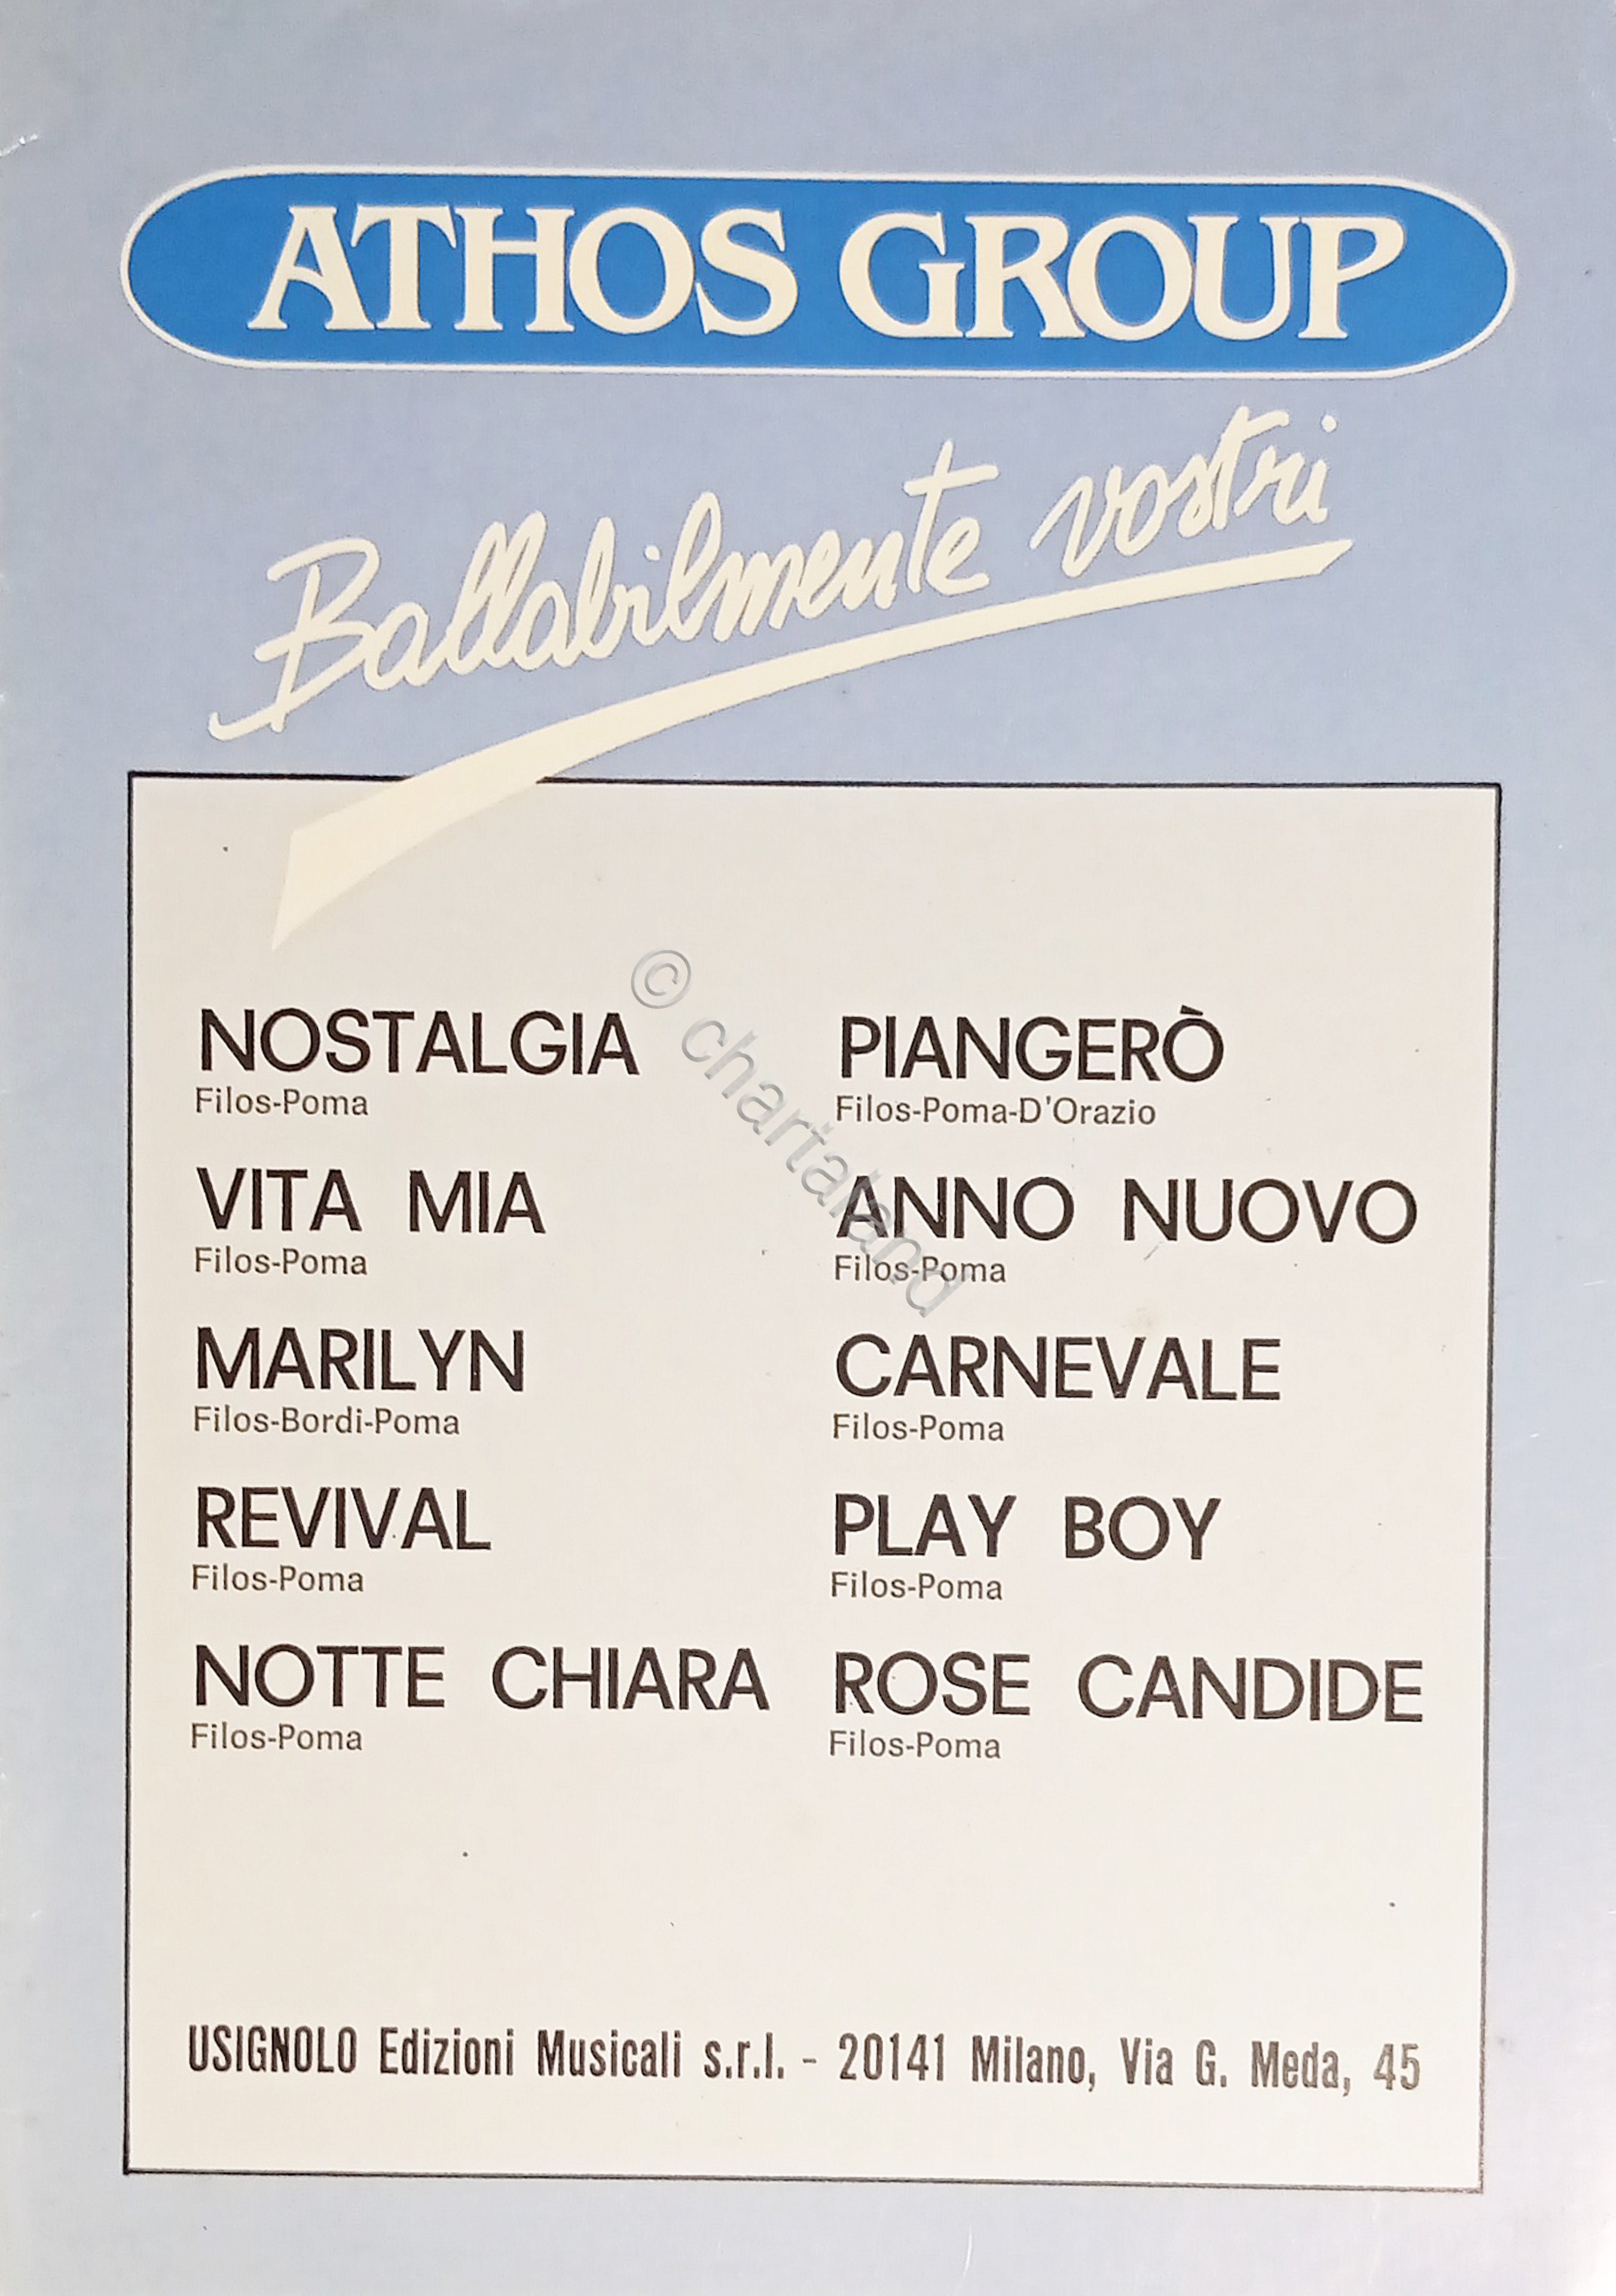 ATHOS GROUP
Ballabilmente vostri
NOSTALGIA
Filos-Poma
VITA MIA
Filos-Poma
MARILYN
Filos-Bordi-Poma
REVIVAL
Filos-Poma
NOTTE CHIARA
Filos-Poma
PIANGERÒ
Filos-Poma-D'Orazio
ANNO NUOVO
Filos-Poma
CARNEVALE
Filos-Poma
PLAY BOY
Filos-Poma
ROSE CANDIDE
Filos-Poma
© chartaland
USIGNOLO Edizioni Musicali s.r.l. - 20141 Milano, Via G. Meda, 45